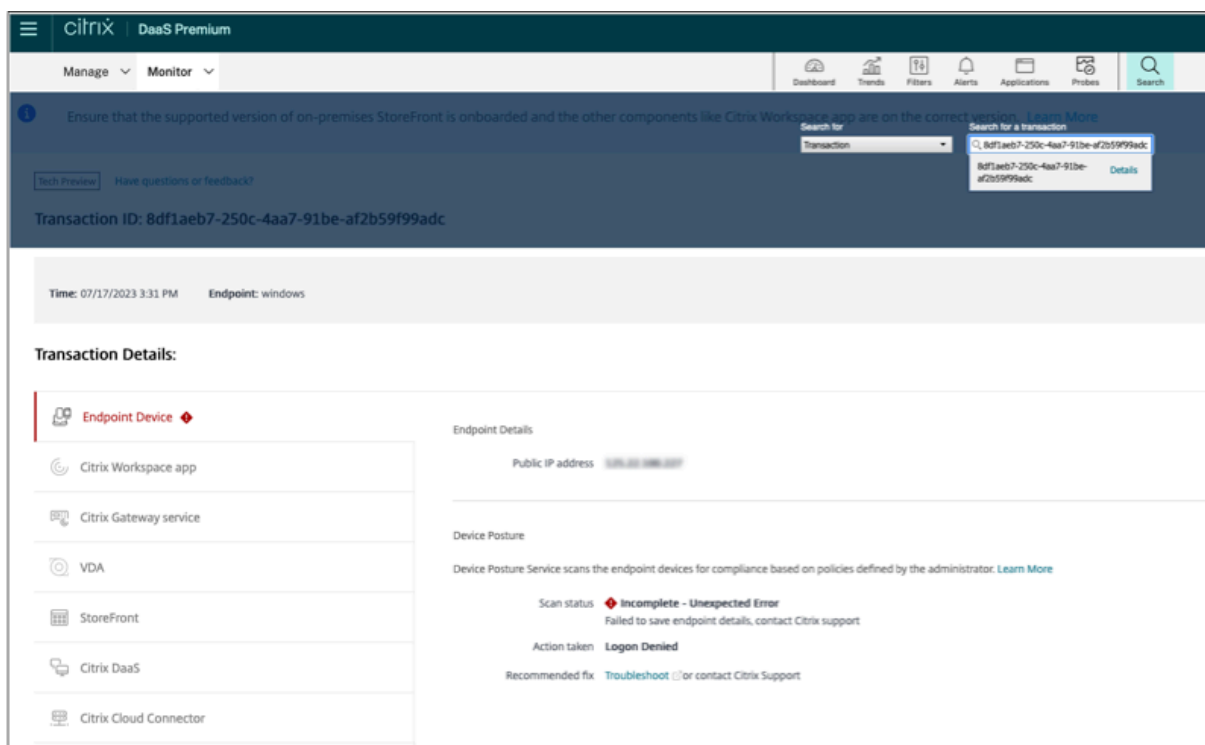 citrix | DaaS Premium
Manage Monitor
Dashboard Trends Filters Alerts Applications Probes Search
Ensure that the supported version of on-premises StoreFront is onboarded and the other components like Citrix Workspace app are on the correct version. Learn More
Search for
Transaction
Search for a transaction
8df1aeb7-250c-4aa7-91be-af2b59f99adc
8df1aeb7-250c-4aa7-91be-
af2b59f99adc
Details
Tech Preview Have questions or feedback?
Transaction ID: 8df1aeb7-250c-4aa7-91be-af2b59f99adc
Time: 07/17/2023 3:31 PM Endpoint: windows
Transaction Details:
Endpoint Device
Citrix Workspace app
Citrix Gateway service
VDA
StoreFront
Citrix DaaS
Citrix Cloud Connector
Endpoint Details
Public IP address
Device Posture
Device Posture Service scans the endpoint devices for compliance based on policies defined by the administrator. Learn More
Scan status Incomplete - Unexpected Error
Failed to save endpoint details, contact Citrix support
Action taken Logon Denied
Recommended fix Troubleshoot or contact Citrix Support